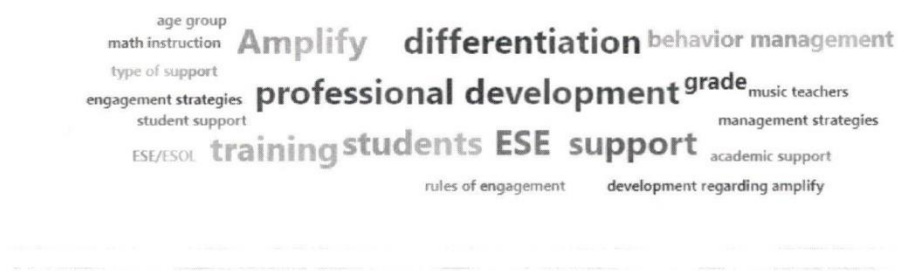 age group
math instruction Amplify differentiation behavior management
type of support
engagement strategies professional development grade music teachers
student support management strategies
ESE/ESOL training students ESE support academic support
rules of engagement development regarding amplify